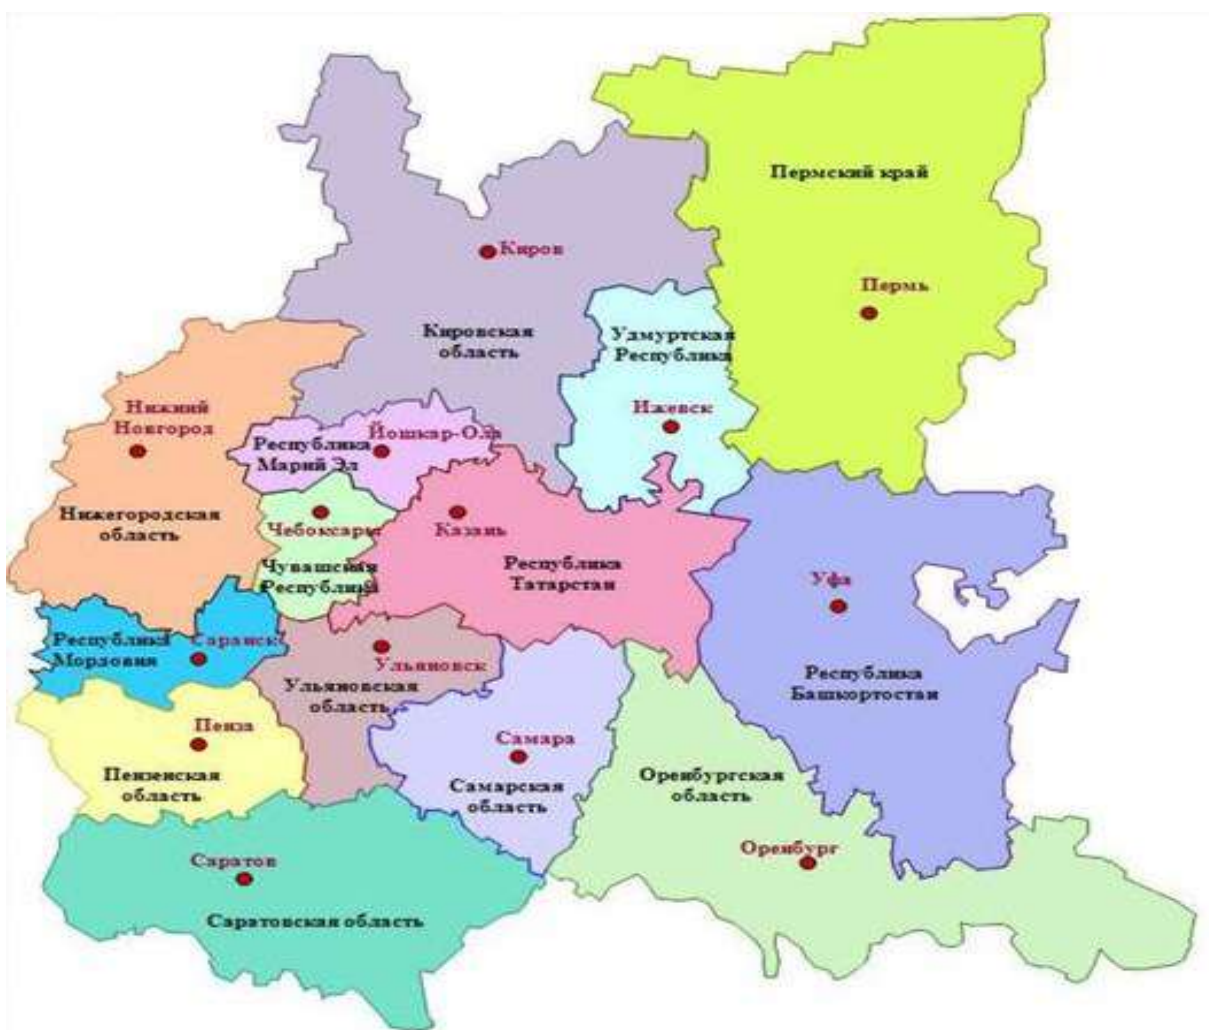 Пермский край
Киров
Пермь
Кировская
область
Удмуртская
Республика
Нижний
Новгород
Ижевск
Йошкар-Ола
Республика
Марий Эл
Нижегородская
область
Чебоксары
Казань
Чувашская
Республика
Республика
Татарстан
Уфа
Республика
Мордовия
Саранск
Ульяновск
Ульяновская
область
Республика
Башкортостан
Пенза
Самара
Пензенская
область
Самарская
область
Оренбургская
область
Саратов
Оренбург
Саратовская область